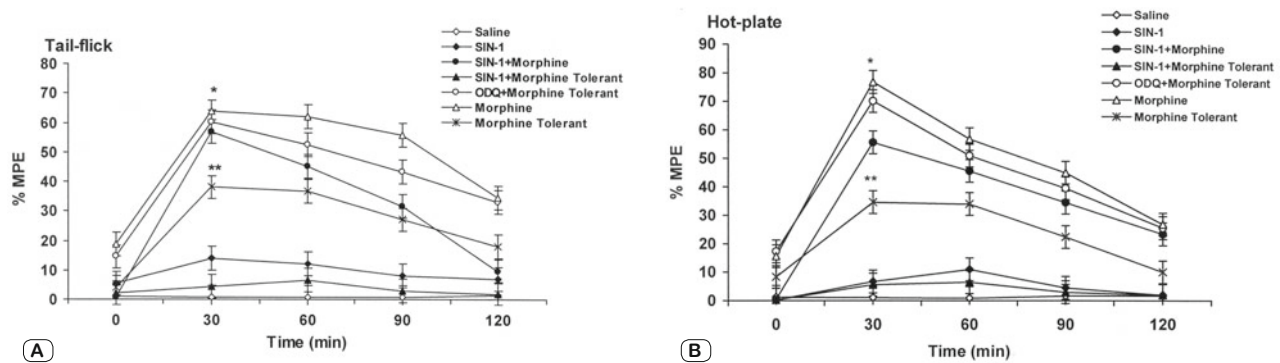 Tail-flick
Saline
SIN-1
SIN-1+Morphine
SIN-1+Morphine Tolerant
ODQ+Morphine Tolerant
Morphine
Morphine Tolerant
% MPE
80
70
60
50
40
30
20
10
0
*
**
0 30 60 90 120
Time (min)
A
Hot-plate
Saline
SIN-1
SIN-1+Morphine
SIN-1+Morphine Tolerant
ODQ+Morphine Tolerant
Morphine
Morphine Tolerant
% MPE
90
80
70
60
50
40
30
20
10
0
*
**
0 30 60 90 120
Time (min)
B